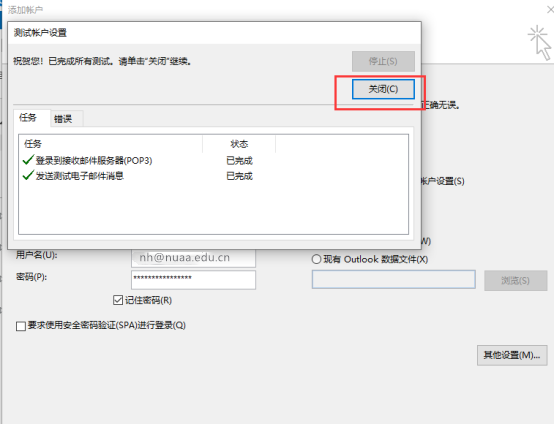 添加帐户
测试帐户设置
祝贺您！已完成所有测试。请单击“关闭”继续。
停止(S)
关闭(C)
正确无误。
任务 错误
任务 状态
登录到接收邮件服务器(POP3) 已完成
发送测试电子邮件消息 已完成
帐户设置(S)
W)
用户名(U): nh@nuaa.edu.cn
现有 Outlook 数据文件(X)
密码(P): ****************
浏览(S)
记住密码(R)
要求使用安全密码验证(SPA)进行登录(Q)
其他设置(M)...